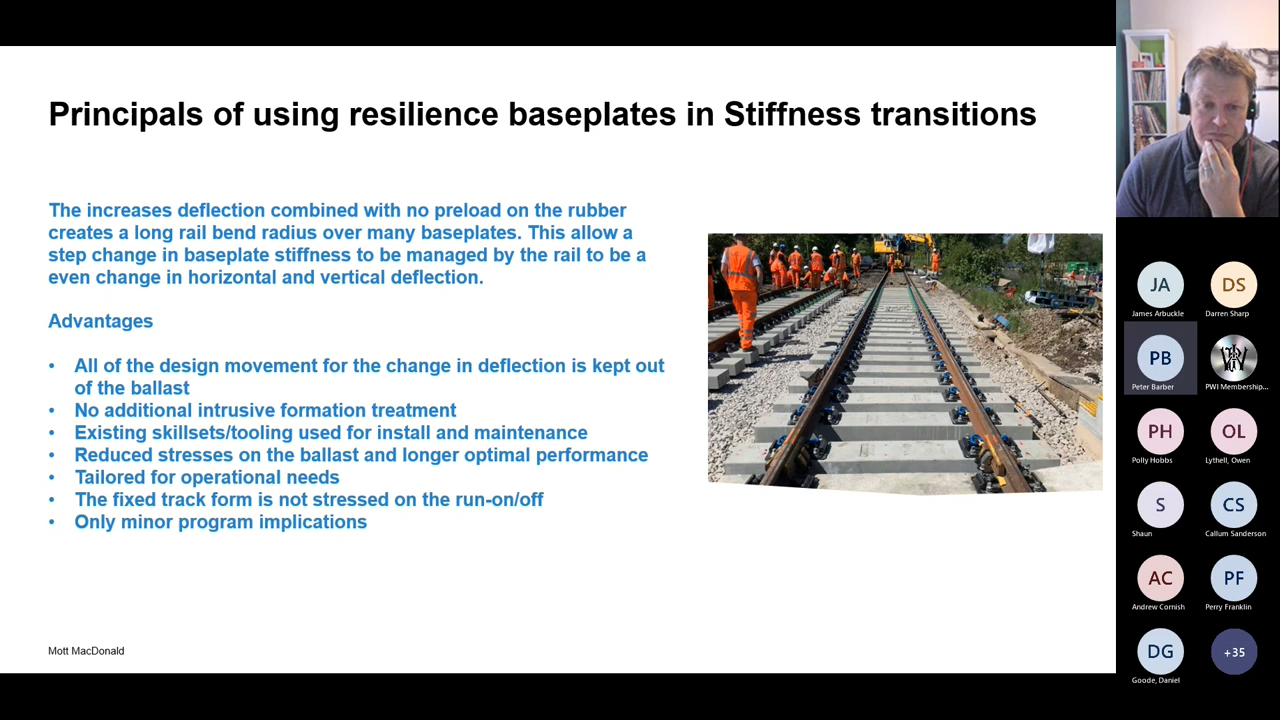 Principals of using resilience baseplates in Stiffness transitions
The increases deflection combined with no preload on the rubber
creates a long rail bend radius over many baseplates. This allow a
step change in baseplate stiffness to be managed by the rail to be a
even change in horizontal and vertical deflection.
Advantages
• All of the design movement for the change in deflection is kept out
of the ballast
• No additional intrusive formation treatment
• Existing skillsets/tooling used for install and maintenance
• Reduced stresses on the ballast and longer optimal performance
• Tailored for operational needs
• The fixed track form is not stressed on the run-on/off
• Only minor program implications
Mott MacDonald
JA
James Arbuckle
DS
Darren Sharp
PB
Peter Barber
PWI Membership...
PH
Polly Hobbs
OL
Lythell, Owen
S
Shaun
CS
Callum Sanderson
AC
Andrew Cornish
PF
Perry Franklin
DG
Goode, Daniel
+35